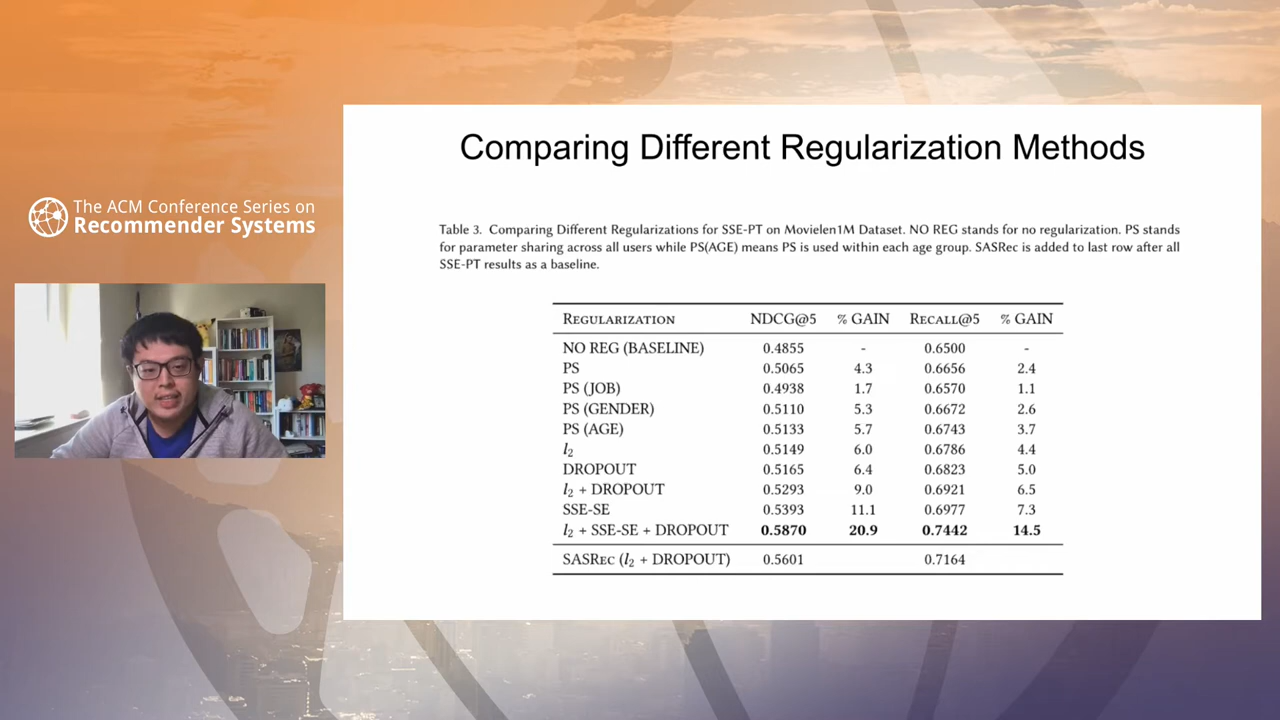 The ACM Conference Series on
Recommender Systems
Comparing Different Regularization Methods
Table 3. Comparing Different Regularizations for SSE-PT on Movielen1M Dataset. NO REG stands for no regularization. PS stands
for parameter sharing across all users while PS(AGE) means PS is used within each age group. SASRec is added to last row after all
SSE-PT results as a baseline.
REGULARIZATION NDCG@5 % GAIN RECALL@5 % GAIN
NO REG (BASELINE) 0.4855 - 0.6500 -
PS 0.5065 4.3 0.6656 2.4
PS (JOB) 0.4938 1.7 0.6570 1.1
PS (GENDER) 0.5110 5.3 0.6672 2.6
PS (AGE) 0.5133 5.7 0.6743 3.7
l₂ 0.5149 6.0 0.6786 4.4
DROPOUT 0.5165 6.4 0.6823 5.0
l₂ + DROPOUT 0.5293 9.0 0.6921 6.5
SSE-SE 0.5393 11.1 0.6977 7.3
l₂ + SSE-SE + DROPOUT 0.5870 20.9 0.7442 14.5
SASREC (l₂ + DROPOUT) 0.5601 0.7164